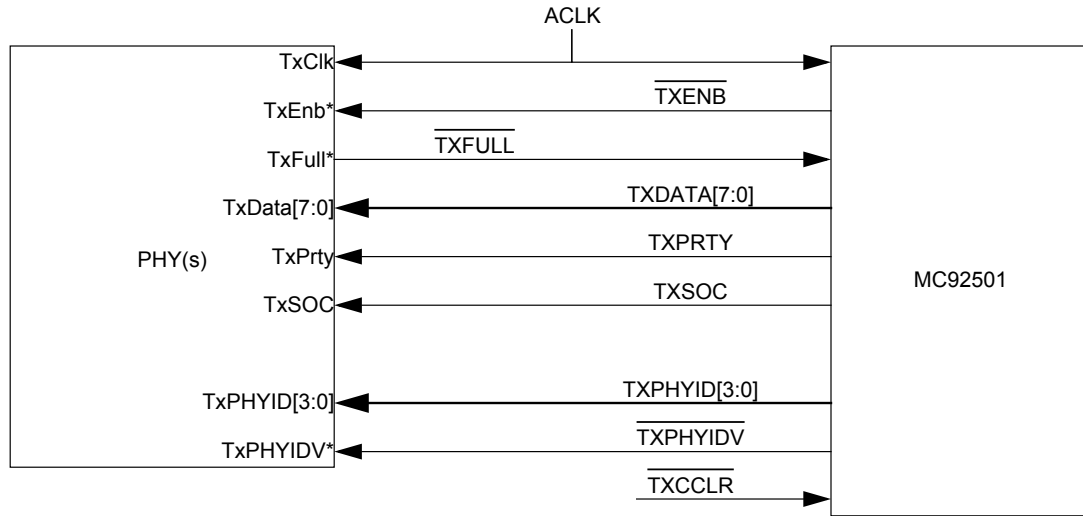 ACLK
TxClk
TxEnb* TXENB
TxFull* TXFULL
TxData[7:0] TXDATA[7:0]
PHY(s) TxPrty TXPRTY MC92501
TxSOC TXSOC
TxPHYID[3:0] TXPHYID[3:0]
TxPHYIDV* TXPHYIDV
TXCCLR